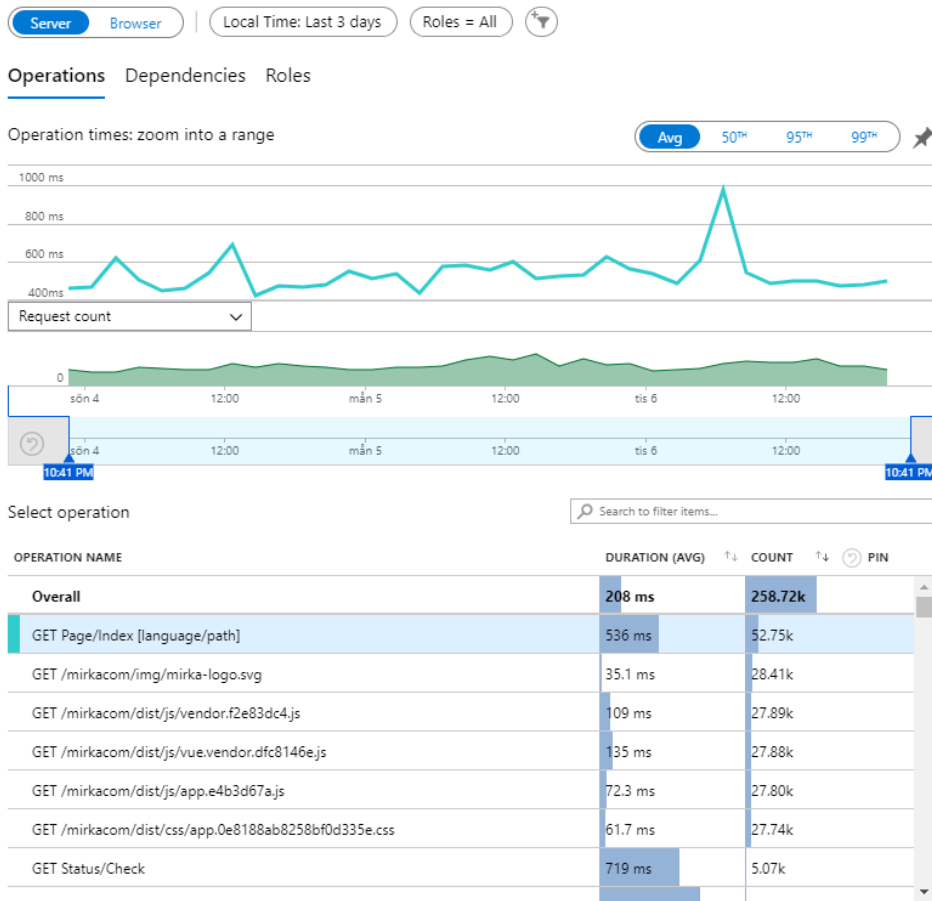 Server Browser Local Time: Last 3 days Roles = All
Operations Dependencies Roles
Operation times: zoom into a range Avg 50TH 95TH 99TH
1000 ms
800 ms
600 ms
400ms
Request count
0
sön 4 12:00 mån 5 12:00 tis 6 12:00
sön 4 12:00 mån 5 12:00 tis 6 12:00
10:41 PM 10:41 PM
Select operation Search to filter items...
OPERATION NAME DURATION (AVG) COUNT PIN
Overall 208 ms 258.72k
GET Page/Index [language/path] 536 ms 52.75k
GET /mirkacom/img/mirka-logo.svg 35.1 ms 28.41k
GET /mirkacom/dist/js/vendor.f2e83dc4.js 109 ms 27.89k
GET /mirkacom/dist/js/vue.vendor.dfc8146e.js 135 ms 27.88k
GET /mirkacom/dist/js/app.e4b3d67a.js 72.3 ms 27.80k
GET /mirkacom/dist/css/app.0e8188ab8258bf0d335e.css 61.7 ms 27.74k
GET Status/Check 719 ms 5.07k